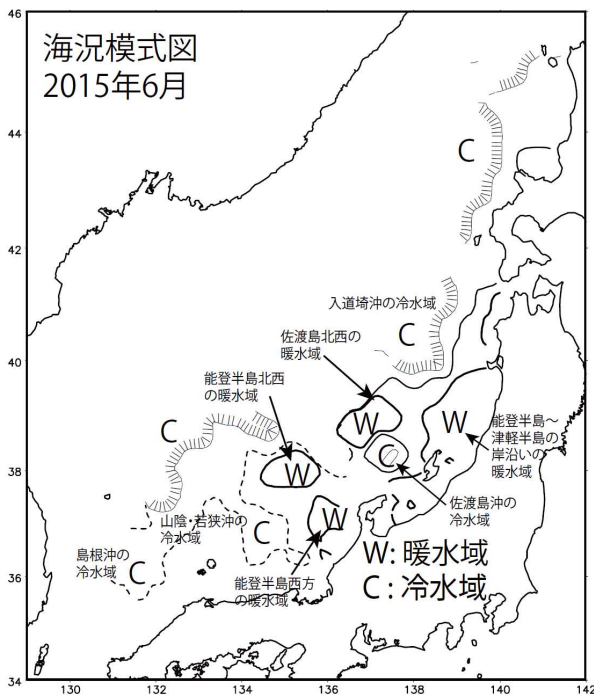 海況模式図
2015年6月
46
44
42
40
38
36
34
130
132
134
136
138
140
142
C
入道埼沖の冷水域
C
佐渡島北西の
暖水域
能登半島北西
の暖水域
C
W
W
能登半島～
津軽半島の
岸沿いの
暖水域
C
W
佐渡島沖の
冷水域
山陰・若狭沖の
冷水域
C
W
島根沖の
冷水域
C
能登半島西方
の暖水域
W: 暖水域
C : 冷水域